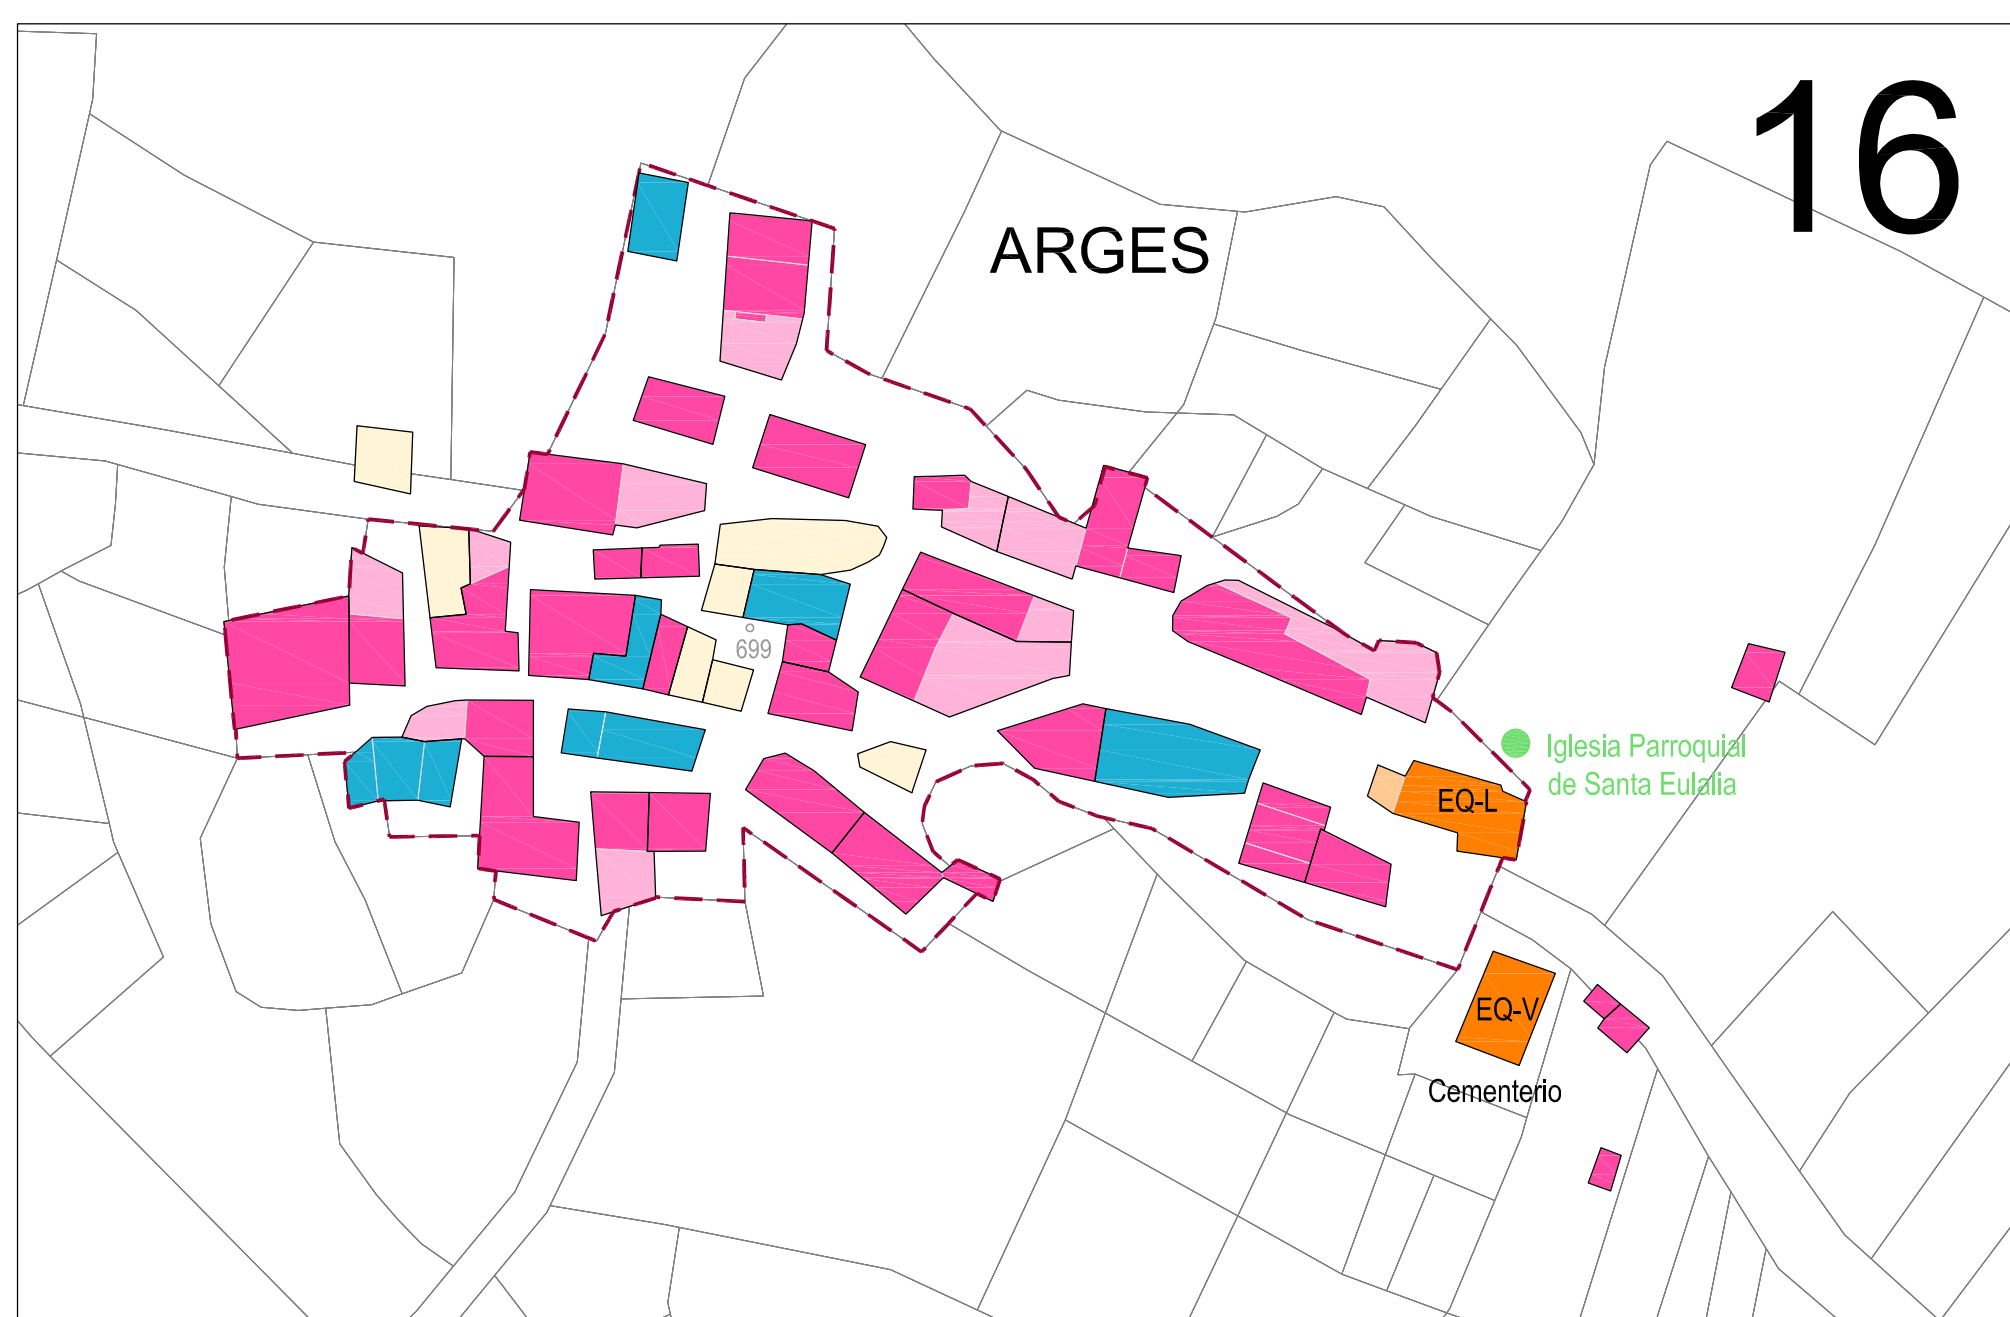 16
ARGES
699
Iglesia Parroquial
de Santa Eulalia
EQ-L
EQ-V
Cementerio